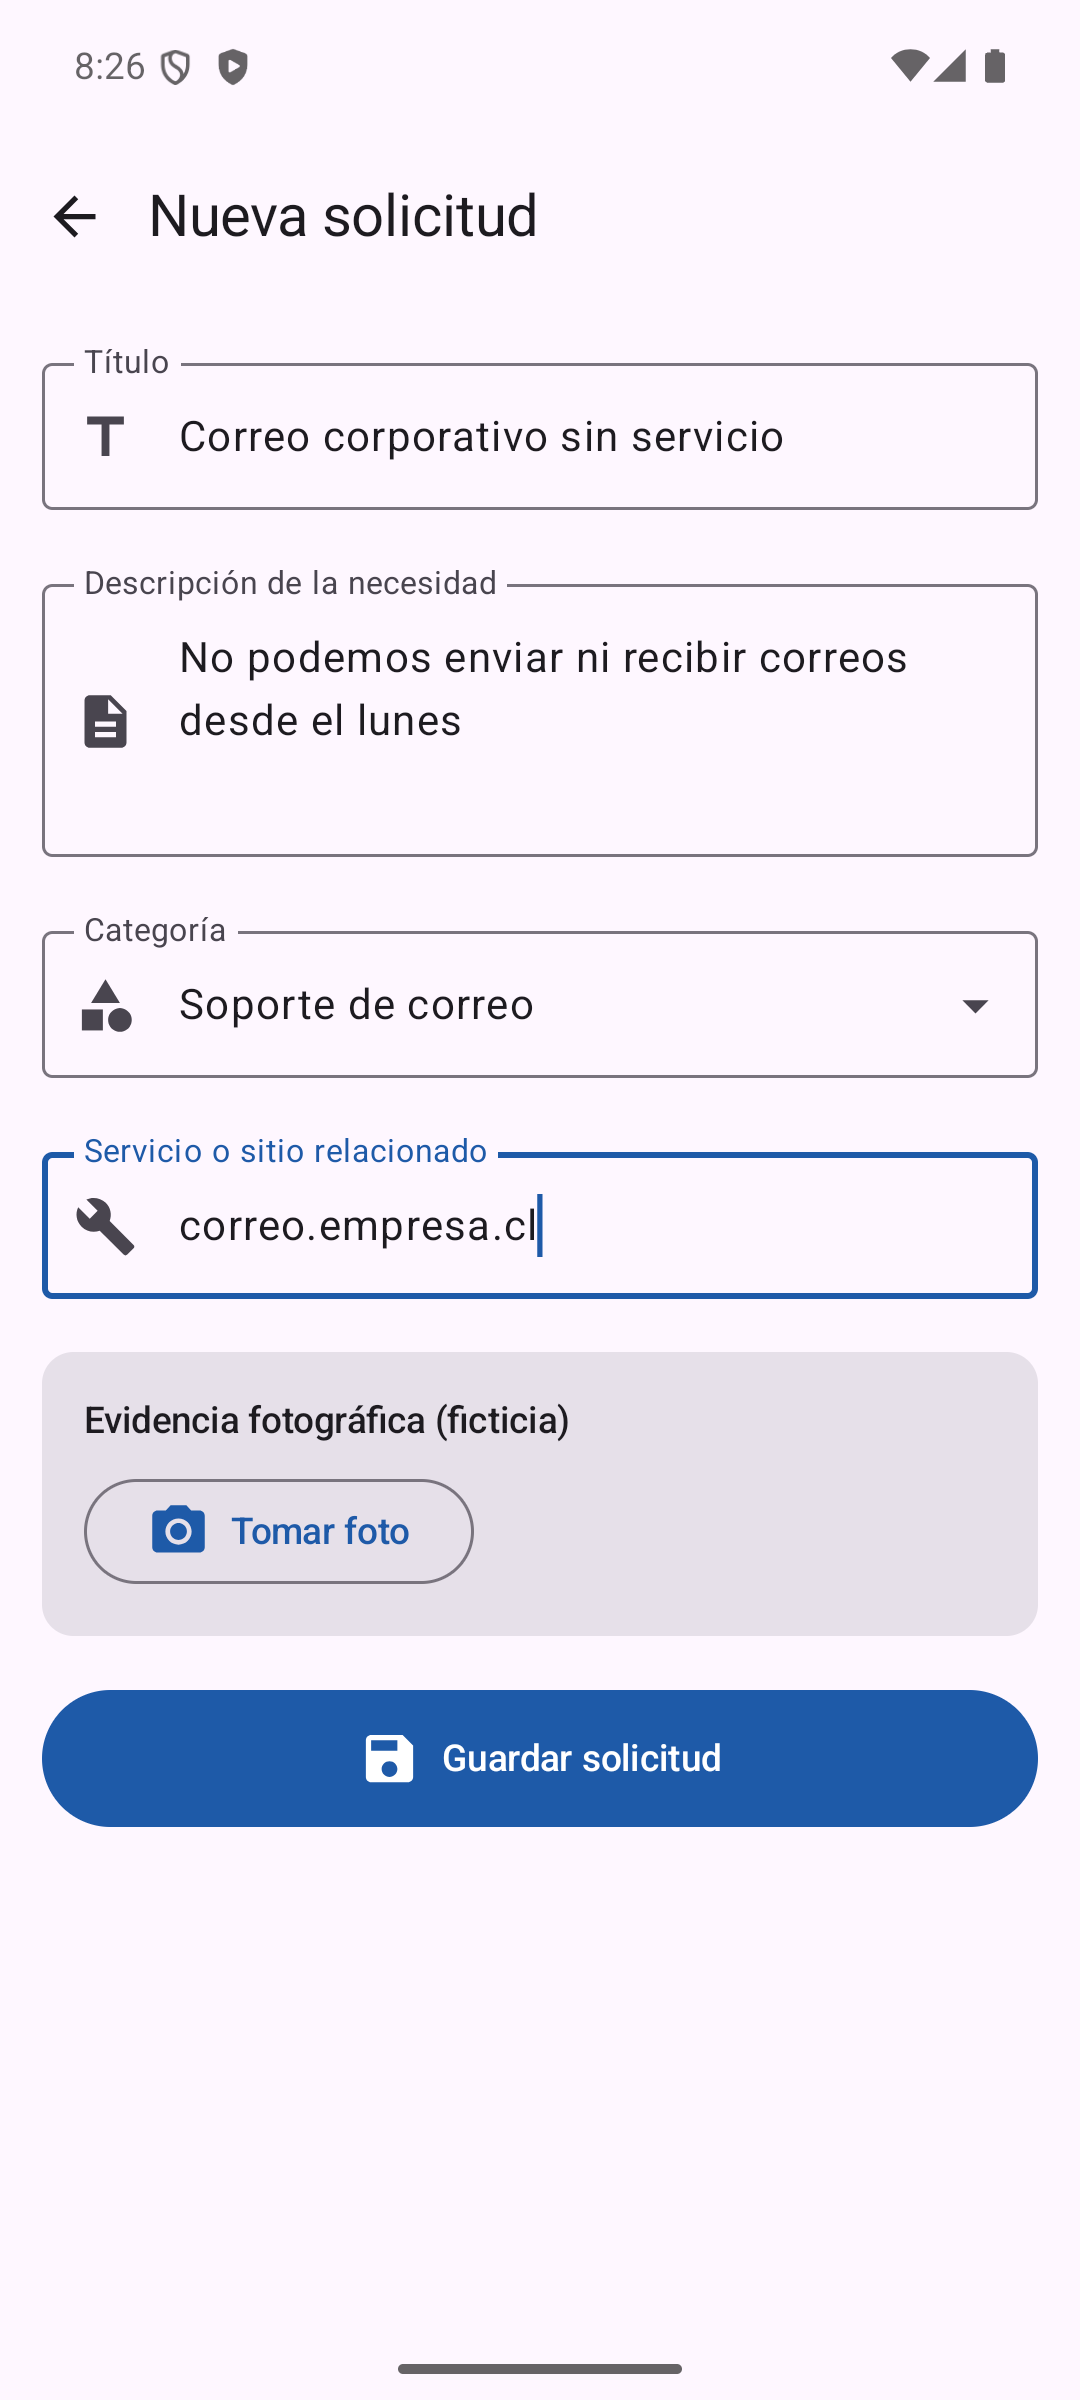 8:26
Nueva solicitud
Título
Correo corporativo sin servicio
Descripción de la necesidad
No podemos enviar ni recibir correos
desde el lunes
Categoría
Soporte de correo
Servicio o sitio relacionado
correo.empresa.cl
Evidencia fotográfica (ficticia)
Tomar foto
Guardar solicitud